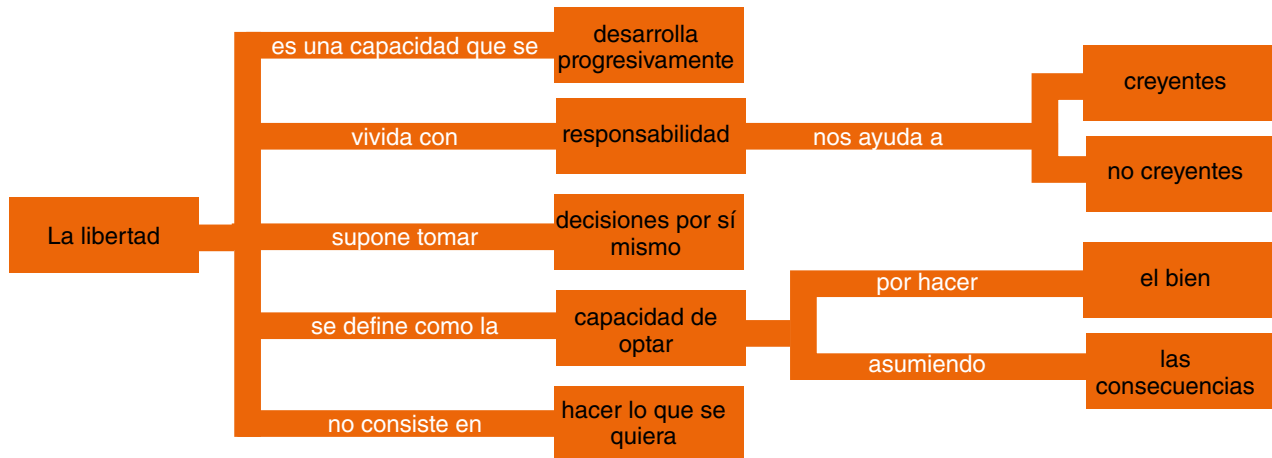 La libertad
es una capacidad que se
desarrolla
progresivamente
vivida con
responsabilidad
nos ayuda a
creyentes
no creyentes
supone tomar
decisiones por sí
mismo
se define como la
capacidad de
optar
por hacer
el bien
asumiendo
las
consecuencias
no consiste en
hacer lo que se
quiera